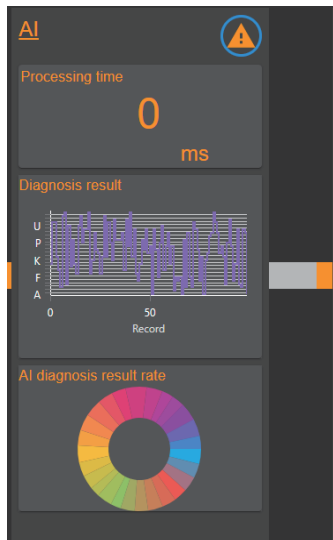 AI
Processing time
0
ms
Diagnosis result
U
P
K
F
A
0 50
Record
AI diagnosis result rate